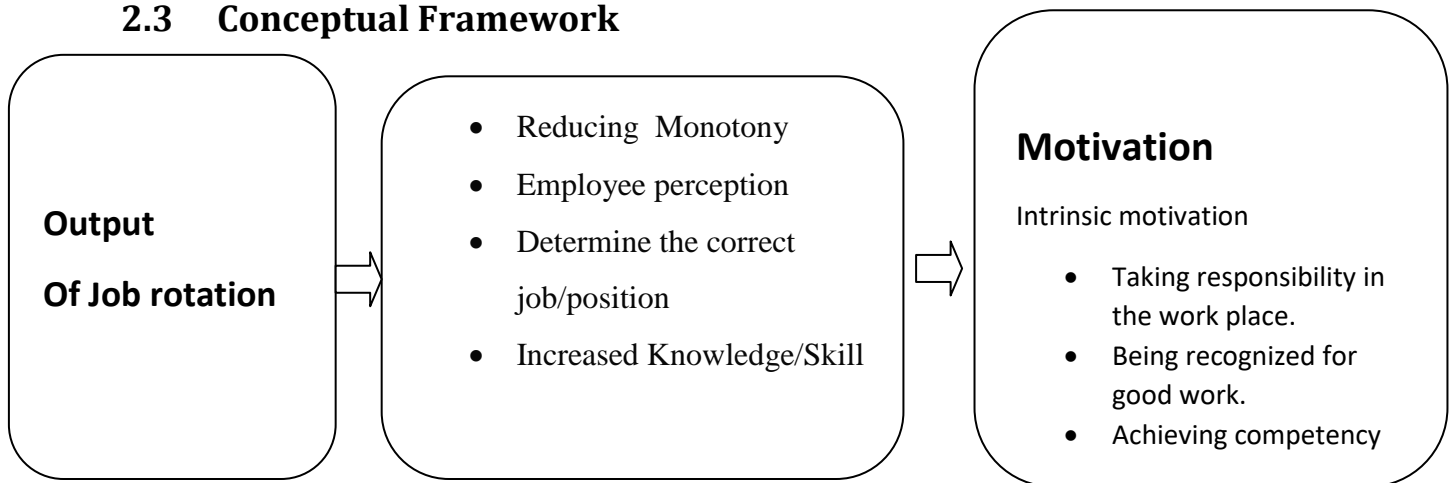 2.3 Conceptual Framework
Output
Of Job rotation
• Reducing Monotony
• Employee perception
• Determine the correct
job/position
• Increased Knowledge/Skill
Motivation
Intrinsic motivation
• Taking responsibility in
the work place.
• Being recognized for
good work.
• Achieving competency